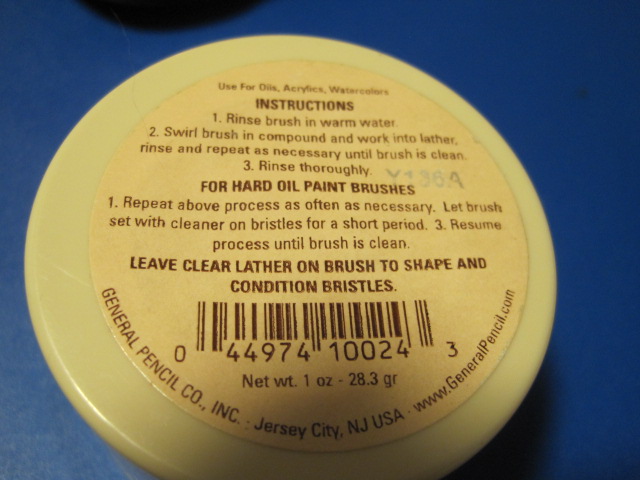 Use For Oils, Acrylics, Watercolors
INSTRUCTIONS
1. Rinse brush in warm water.
2. Swirl brush in compound and work into lather,
rinse and repeat as necessary until brush is clean.
3. Rinse thoroughly.
Y136A
FOR HARD OIL PAINT BRUSHES
1. Repeat above process as often as necessary. Let brush
set with cleaner on bristles for a short period. 3. Resume
process until brush is clean.
LEAVE CLEAR LATHER ON BRUSH TO SHAPE AND
CONDITION BRISTLES.
0 44974 10024 3
Net wt. 1 oz - 28.3 gr
GENERAL PENCIL CO., INC. : Jersey City, NJ USA · www.GeneralPencil.com